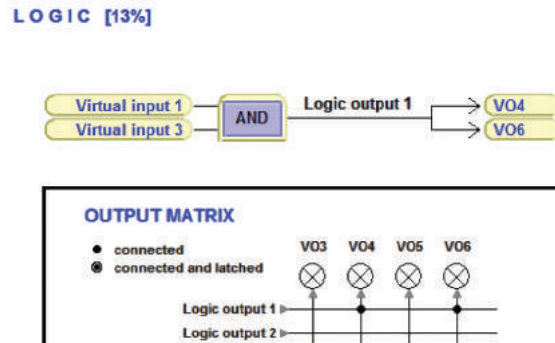 LOGIC [13%]
Virtual input 1
Virtual input 3
AND
Logic output 1
VO4
VO6
OUTPUT MATRIX
connected
connected and latched
VO3 VO4 VO5 VO6
Logic output 1
Logic output 2